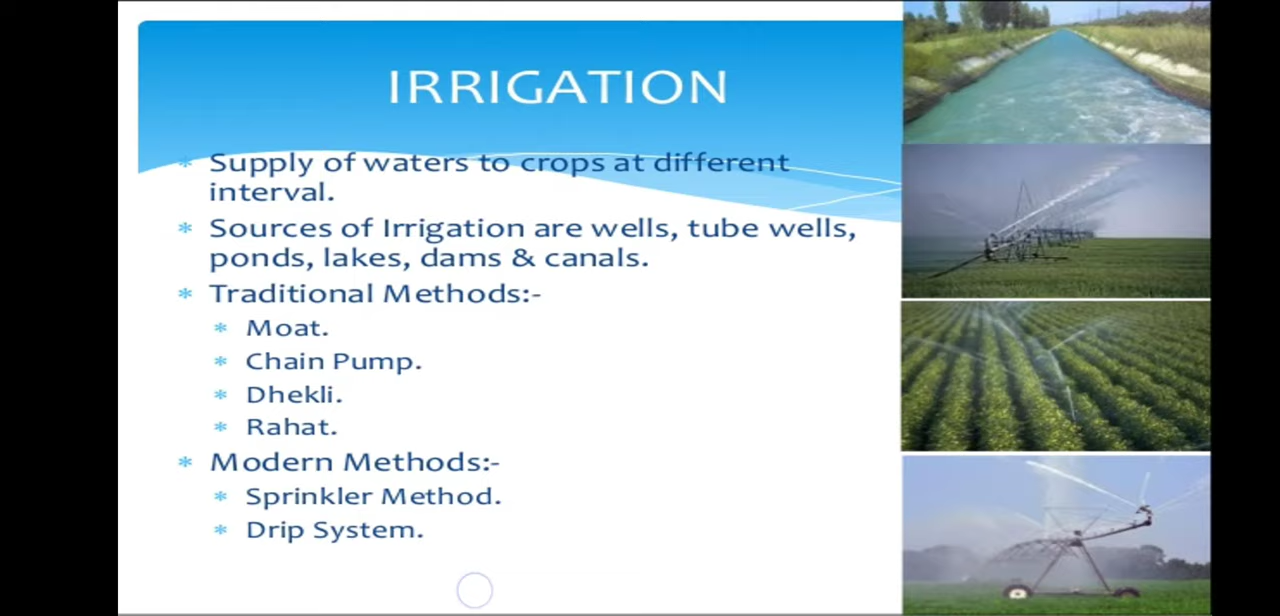 IRRIGATION
* Supply of waters to crops at different
interval.
* Sources of Irrigation are wells, tube wells,
ponds, lakes, dams & canals.
* Traditional Methods:-
* Moat.
* Chain Pump.
* Dhekli.
* Rahat.
* Modern Methods:-
* Sprinkler Method.
* Drip System.